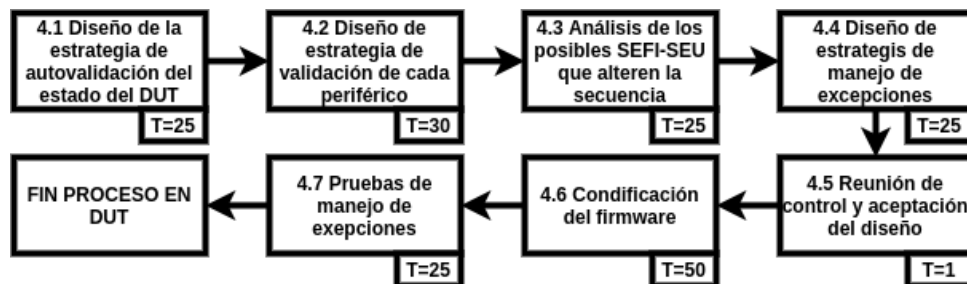 4.1 Diseño de la
estrategia de
autovalidación del
estado del DUT
T=25
4.2 Diseño de
estrategia de
validación de cada
periférico
T=30
4.3 Análisis de los
posibles SEFI-SEU
que alteren la
secuencia
T=25
4.4 Diseño de
estrategis de
manejo de
excepciones
T=25
4.5 Reunión de
control y aceptación
del diseño
T=1
4.6 Condificación
del firmware
T=50
4.7 Pruebas de
manejo de
exepciones
T=25
FIN PROCESO EN
DUT